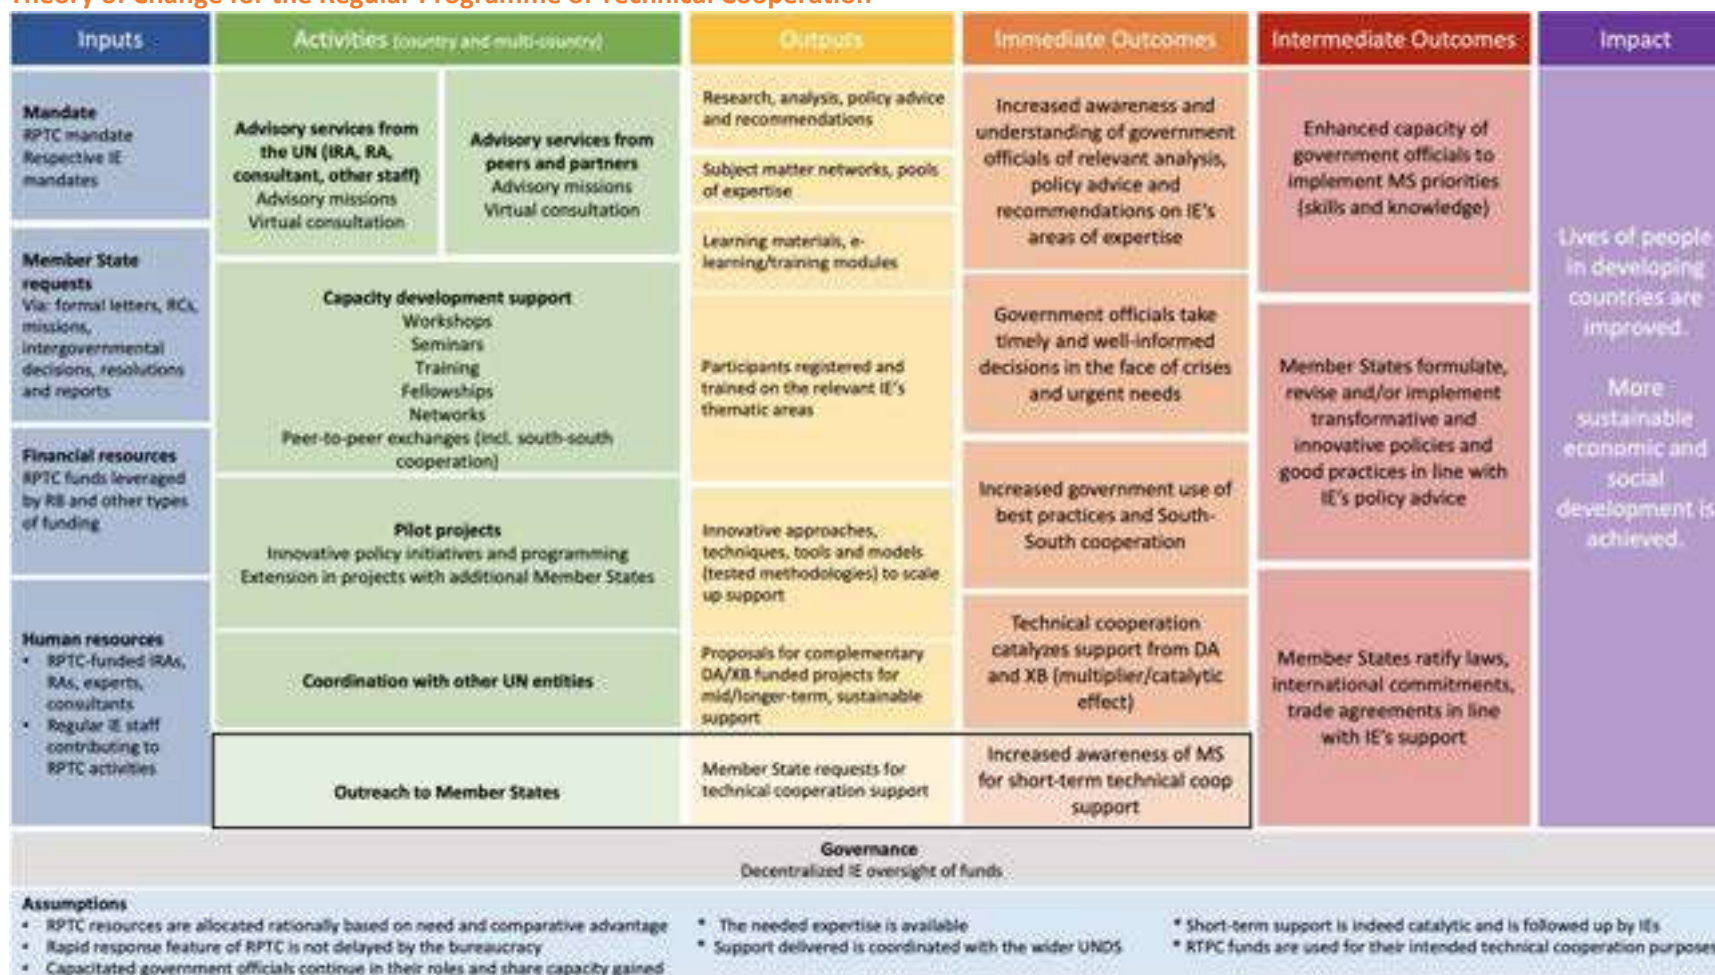 Theory of Change for the Regular Programme of Technical Cooperation
Inputs
Activities (country and multi-country)
Outputs
Immediate Outcomes
Intermediate Outcomes
Impact
Mandate
RPTC mandate
Respective IE
mandates
Member State
requests
Via: formal letters, RCs,
missions,
intergovernmental
decisions, resolutions
and reports
Financial resources
RPTC funds leveraged
by RB and other types
of funding
Human resources
• RPTC-funded IRAs,
RAs, experts,
consultants
• Regular IE staff
contributing to
RPTC activities
Advisory services from
the UN (IRA, RA,
consultant, other staff)
Advisory missions
Virtual consultation
Advisory services from
peers and partners
Advisory missions
Virtual consultation
Capacity development support
Workshops
Seminars
Training
Fellowships
Networks
Peer-to-peer exchanges (incl. south-south
cooperation)
Pilot projects
Innovative policy initiatives and programming
Extension in projects with additional Member States
Coordination with other UN entities
Outreach to Member States
Research, analysis, policy advice
and recommendations
Subject matter networks, pools
of expertise
Learning materials, e-
learning/training modules
Participants registered and
trained on the relevant IE's
thematic areas
Innovative approaches,
techniques, tools and models
(tested methodologies) to scale
up support
Proposals for complementary
DA/XB funded projects for
mid/longer-term, sustainable
support
Member State requests for
technical cooperation support
Increased awareness and
understanding of government
officials of relevant analysis,
policy advice and
recommendations on IE's
areas of expertise
Government officials take
timely and well-informed
decisions in the face of crises
and urgent needs
Increased government use of
best practices and South-
South cooperation
Technical cooperation
catalyzes support from DA
and XB (multiplier/catalytic
effect)
Increased awareness of MS
for short-term technical coop
support
Enhanced capacity of
government officials to
implement MS priorities
(skills and knowledge)
Member States formulate,
revise and/or implement
transformative and
innovative policies and
good practices in line with
IE's policy advice
Member States ratify laws,
international commitments,
trade agreements in line
with IE's support
Lives of people
in developing
countries are
improved.
More
sustainable
economic and
social
development is
achieved.
Governance
Decentralized IE oversight of funds
Assumptions
• RPTC resources are allocated rationally based on need and comparative advantage
• Rapid response feature of RPTC is not delayed by the bureaucracy
• Capacitated government officials continue in their roles and share capacity gained
* The needed expertise is available
* Support delivered is coordinated with the wider UNDS
* Short-term support is indeed catalytic and is followed up by IEs
* RTPC funds are used for their intended technical cooperation purposes